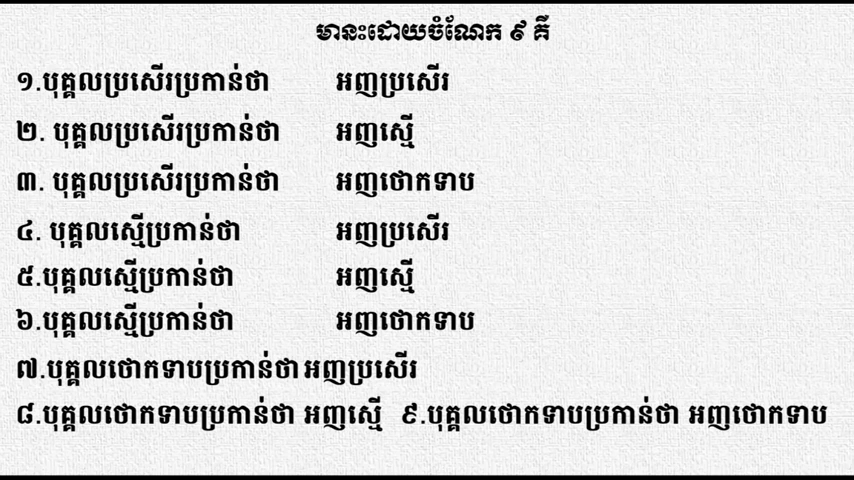 មានះដោយចំណែក ៩ គឺ
១.បុគ្គលប្រសើរប្រកាន់ថា អញប្រសើរ
២. បុគ្គលប្រសើរប្រកាន់ថា អញស្មើ
៣. បុគ្គលប្រសើរប្រកាន់ថា អញថោកទាប
៤. បុគ្គលស្មើប្រកាន់ថា អញប្រសើរ
៥.បុគ្គលស្មើប្រកាន់ថា អញស្មើ
៦.បុគ្គលស្មើប្រកាន់ថា អញថោកទាប
៧.បុគ្គលថោកទាបប្រកាន់ថា អញប្រសើរ
៨.បុគ្គលថោកទាបប្រកាន់ថា អញស្មើ ៩.បុគ្គលថោកទាបប្រកាន់ថា អញថោកទាប